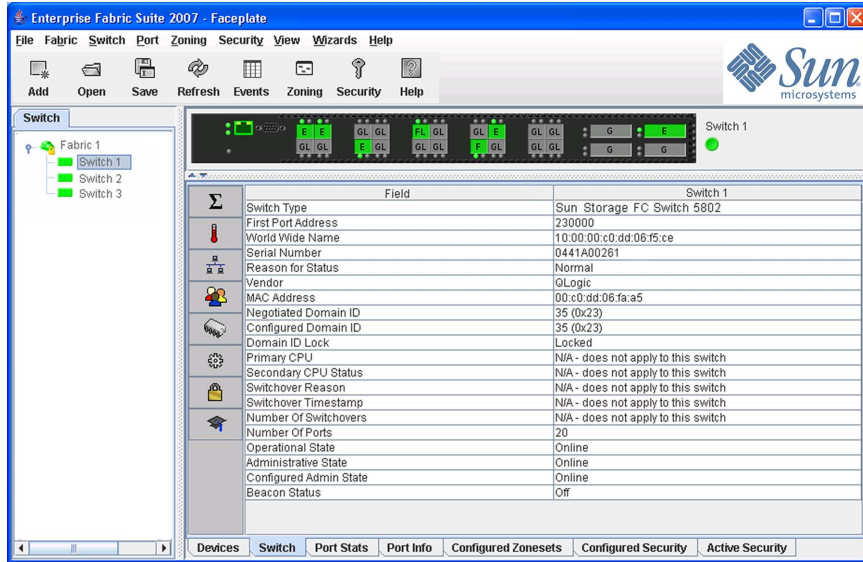 Enterprise Fabric Suite 2007 - Faceplate
File Fabric Switch Port Zoning Security View Wizards Help
Add Open Save Refresh Events Zoning Security Help
Sun
microsystems
Switch
Fabric 1
Switch 1
Switch 2
Switch 3
E E GL GL FL GL GL E GL GL G E
GL GL E GL GL GL F GL GL GL G G
Switch 1
Field Switch 1
Switch Type Sun Storage FC Switch 5802
First Port Address 230000
World Wide Name 10:00:00:c0:dd:06:f5:ce
Serial Number 0441A00261
Reason for Status Normal
Vendor QLogic
MAC Address 00:c0:dd:06:fa:a5
Negotiated Domain ID 35 (0x23)
Configured Domain ID 35 (0x23)
Domain ID Lock Locked
Primary CPU N/A - does not apply to this switch
Secondary CPU Status N/A - does not apply to this switch
Switchover Reason N/A - does not apply to this switch
Switchover Timestamp N/A - does not apply to this switch
Number Of Switchovers N/A - does not apply to this switch
Number Of Ports 20
Operational State Online
Administrative State Online
Configured Admin State Online
Beacon Status Off
Devices Switch Port Stats Port Info Configured Zonesets Configured Security Active Security